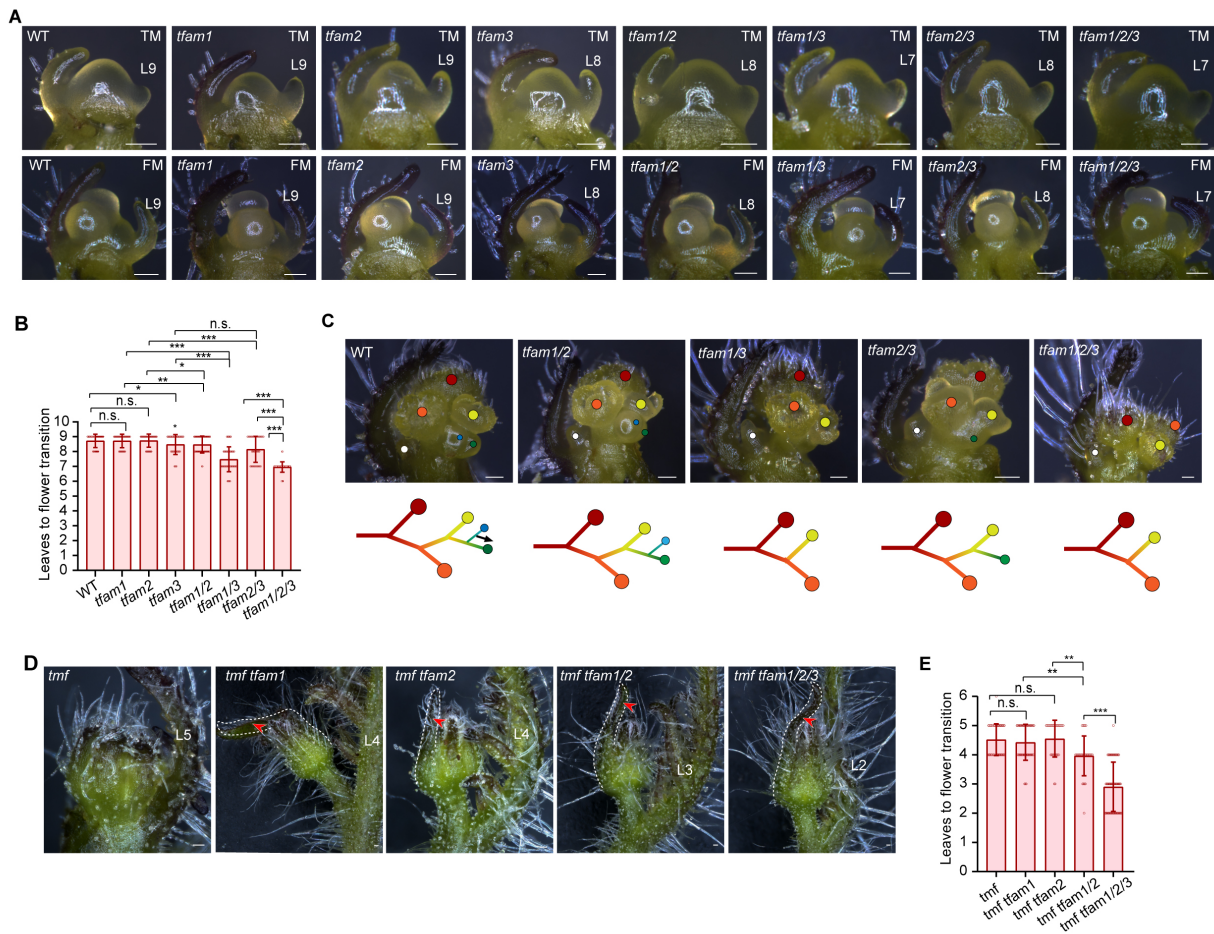 A
WT TM L9
tfam1 TM L9
tfam2 TM L9
tfam3 TM L8
tfam1/2 TM L8
tfam1/3 TM L7
tfam2/3 TM L8
tfam1/2/3 TM L7
WT FM L9
tfam1 FM L9
tfam2 FM L9
tfam3 FM L8
tfam1/2 FM L8
tfam1/3 FM L7
tfam2/3 FM L8
tfam1/2/3 FM L7
B
n.s.
***
***
***
*
**
*
n.s.
n.s.
***
***
***
*
Leaves to flower transition
10
9
8
7
6
5
4
3
2
1
0
WT
tfam1
tfam2
tfam3
tfam1/2
tfam1/3
tfam2/3
tfam1/2/3
C
WT
tfam1/2
tfam1/3
tfam2/3
tfam1/2/3
D
tmf L5
tmf tfam1 L4
tmf tfam2 L4
tmf tfam1/2 L3
tmf tfam1/2/3 L2
E
**
**
n.s.
n.s.
***
Leaves to flower transition
6
5
4
3
2
1
0
tmf
tmf tfam1
tmf tfam2
tmf tfam1/2
tmf tfam1/2/3